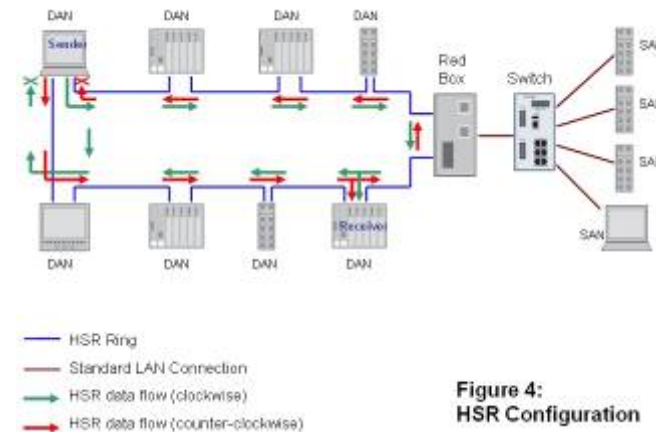 DAN
DAN
DAN
DAN
Sender
Red
Box
Switch
SAN
SAN
SAN
SAN
Receiver
DAN
DAN
DAN
DAN
HSR Ring
Standard LAN Connection
HSR data flow (clockwise)
HSR data flow (counter-clockwise)
Figure 4:
HSR Configuration